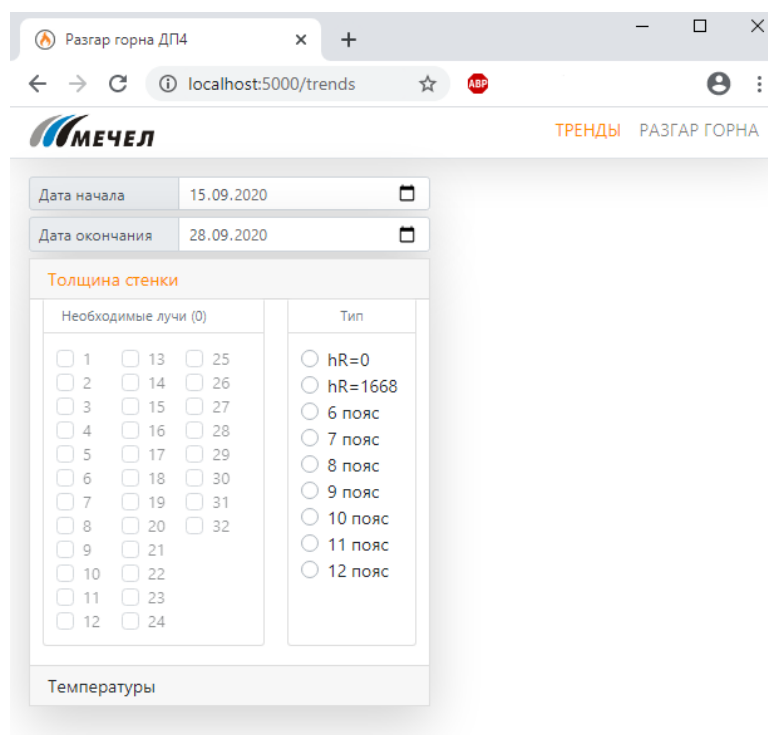 Разгар горна ДП4
localhost:5000/trends
ABP
МЕЧЕЛ
ТРЕНДЫ РАЗГАР ГОРНА
Дата начала 15.09.2020
Дата окончания 28.09.2020
Толщина стенки
Необходимые лучи (0) Тип
1 13 25
2 14 26
3 15 27
4 16 28
5 17 29
6 18 30
7 19 31
8 20 32
9 21
10 22
11 23
12 24
hR=0
hR=1668
6 пояс
7 пояс
8 пояс
9 пояс
10 пояс
11 пояс
12 пояс
Температуры